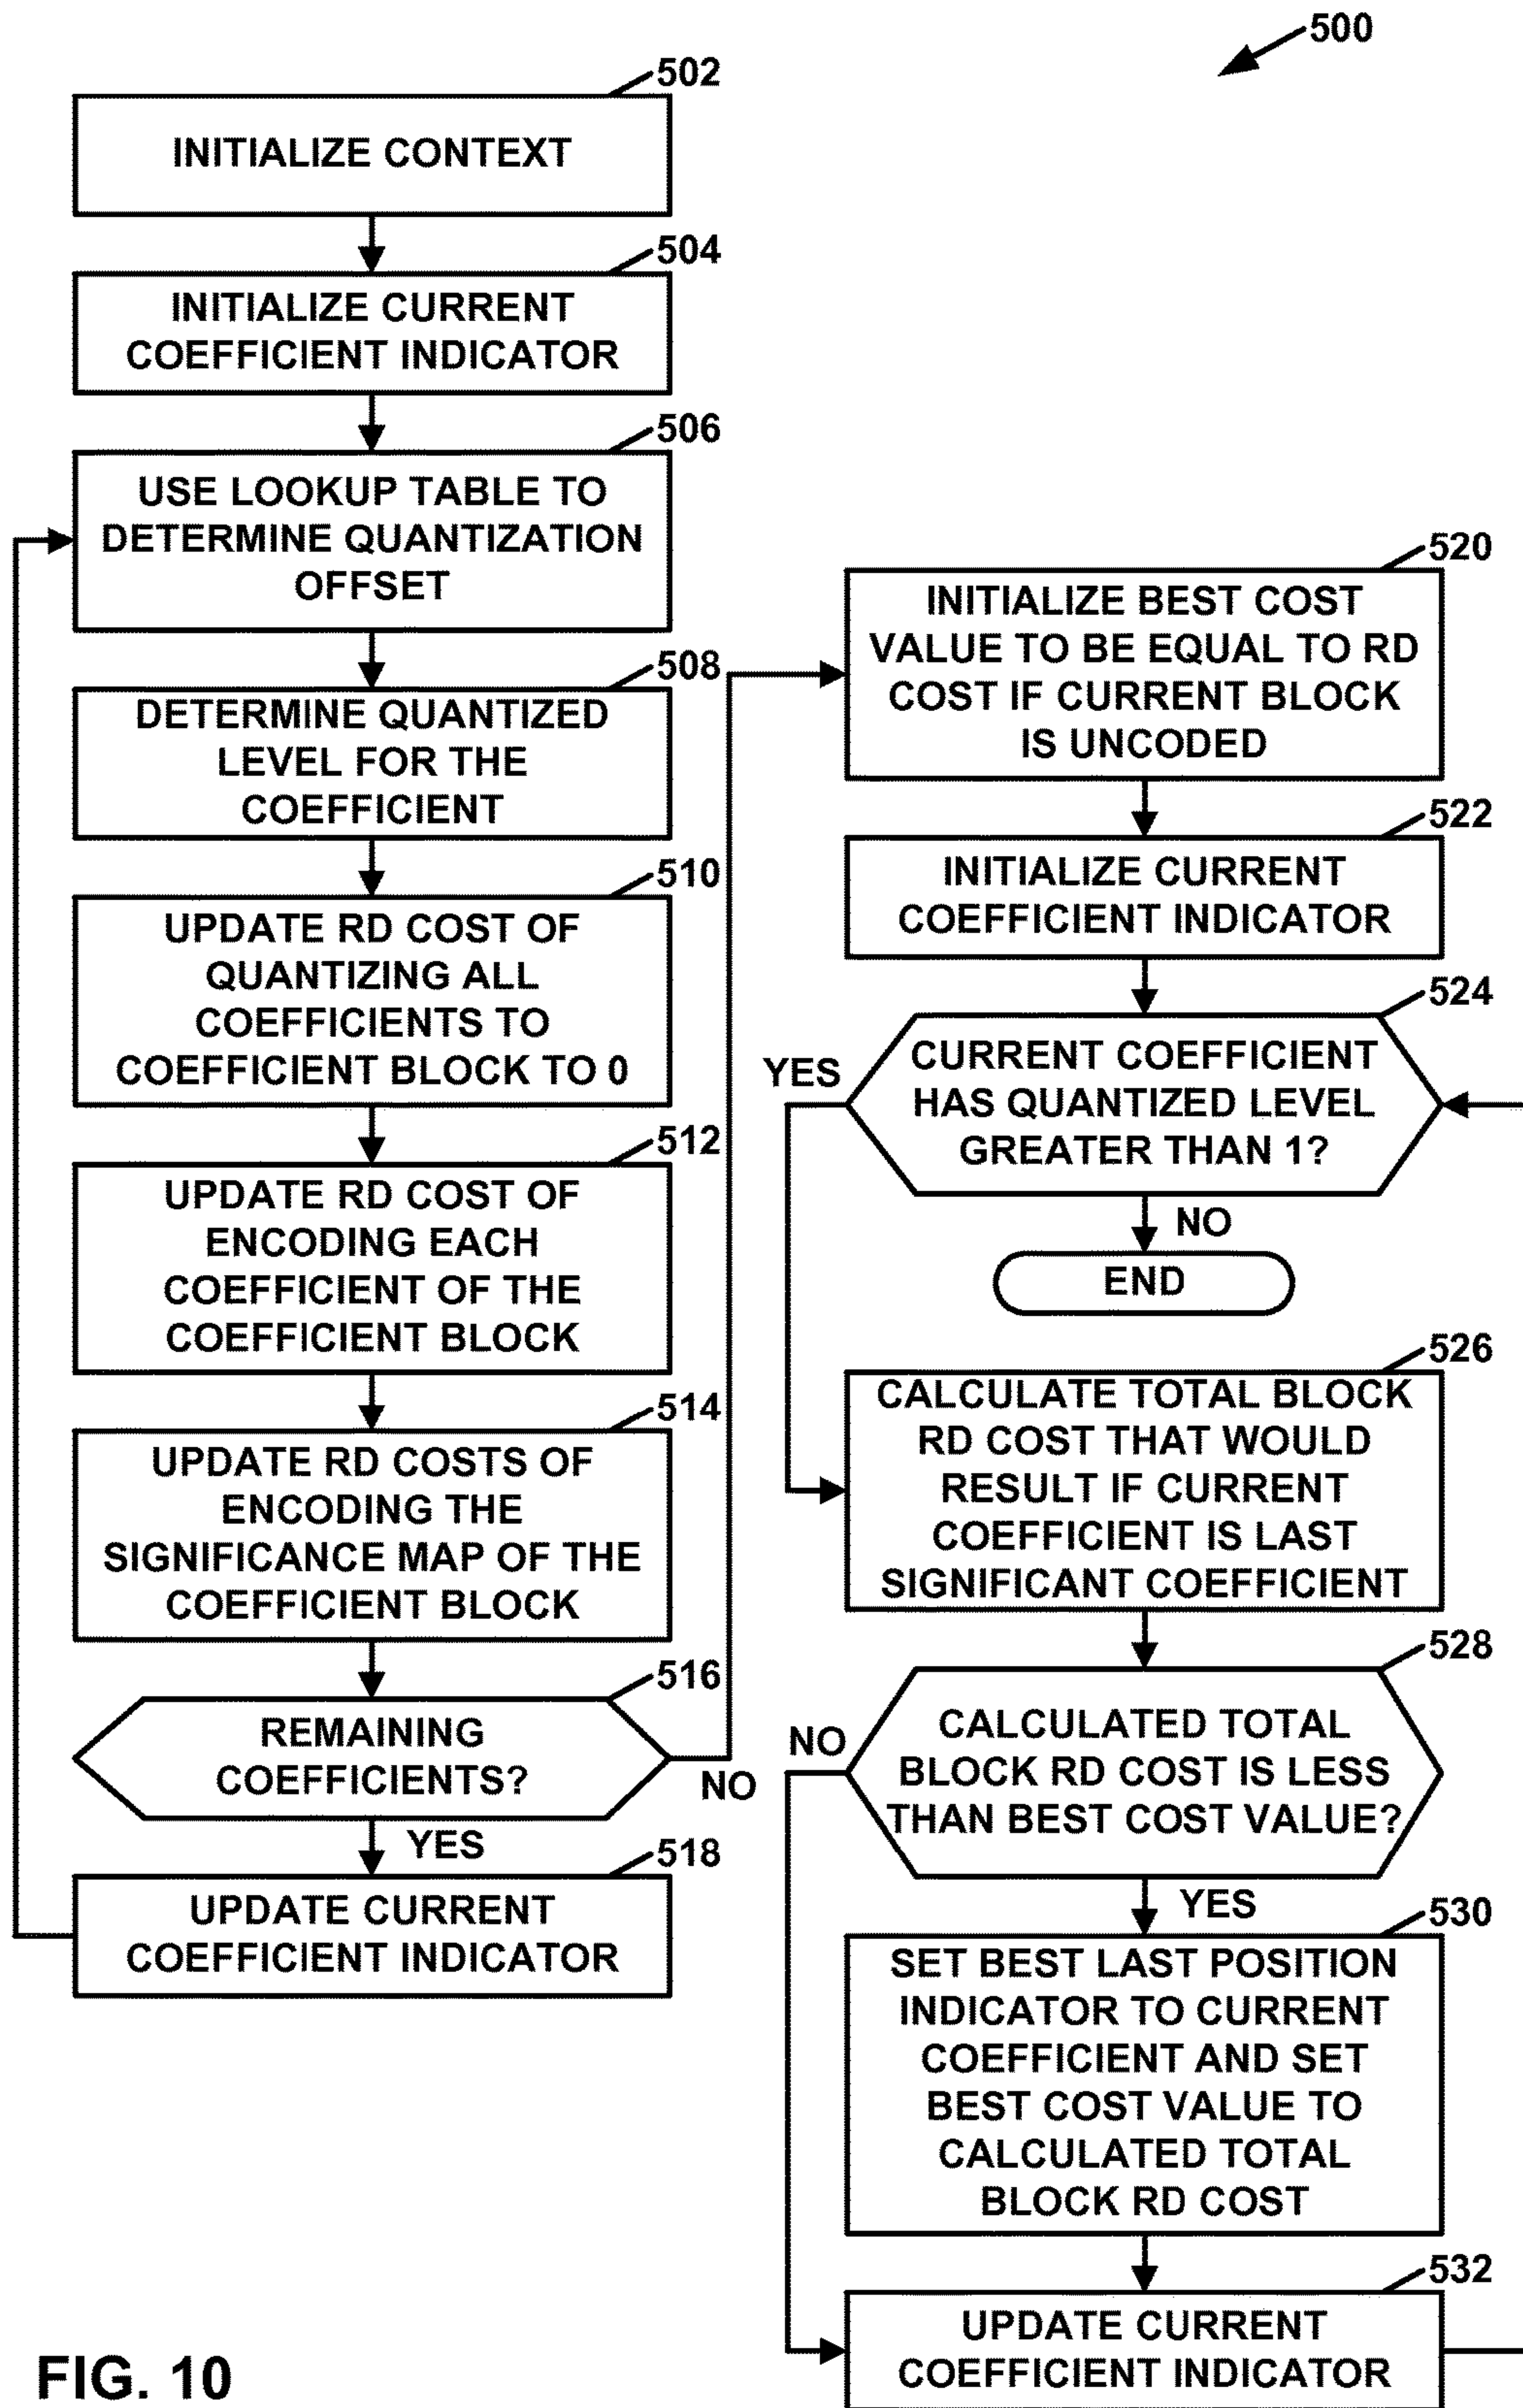 500
502
INITIALIZE CONTEXT
504
INITIALIZE CURRENT
COEFFICIENT INDICATOR
506
USE LOOKUP TABLE TO
DETERMINE QUANTIZATION
OFFSET
508
DETERMINE QUANTIZED
LEVEL FOR THE
COEFFICIENT
510
UPDATE RD COST OF
QUANTIZING ALL
COEFFICIENTS TO
COEFFICIENT BLOCK TO 0
512
UPDATE RD COST OF
ENCODING EACH
COEFFICIENT OF THE
COEFFICIENT BLOCK
514
UPDATE RD COSTS OF
ENCODING THE
SIGNIFICANCE MAP OF THE
COEFFICIENT BLOCK
516
REMAINING
COEFFICIENTS?
NO
YES
518
UPDATE CURRENT
COEFFICIENT INDICATOR
520
INITIALIZE BEST COST
VALUE TO BE EQUAL TO RD
COST IF CURRENT BLOCK
IS UNCODED
522
INITIALIZE CURRENT
COEFFICIENT INDICATOR
524
YES
CURRENT COEFFICIENT
HAS QUANTIZED LEVEL
GREATER THAN 1?
NO
END
526
CALCULATE TOTAL BLOCK
RD COST THAT WOULD
RESULT IF CURRENT
COEFFICIENT IS LAST
SIGNIFICANT COEFFICIENT
528
NO
CALCULATED TOTAL
BLOCK RD COST IS LESS
THAN BEST COST VALUE?
YES
530
SET BEST LAST POSITION
INDICATOR TO CURRENT
COEFFICIENT AND SET
BEST COST VALUE TO
CALCULATED TOTAL
BLOCK RD COST
532
UPDATE CURRENT
COEFFICIENT INDICATOR
FIG. 10